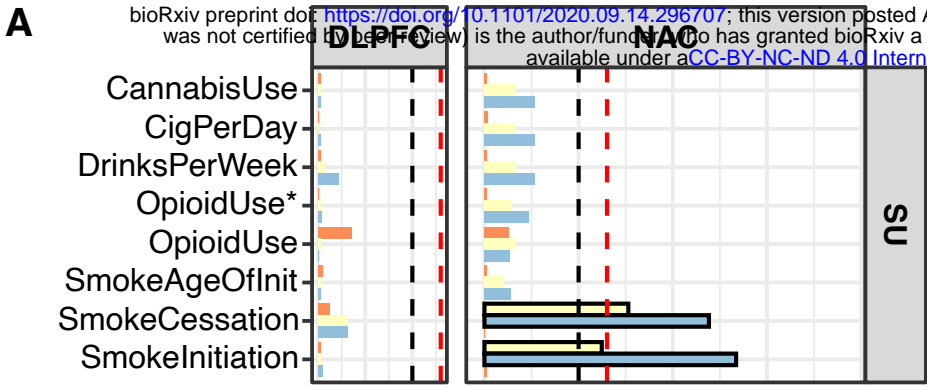 A
bioRxiv preprint doi: https://doi.org/10.1101/2020.09.14.296707; this version posted A
was not certified by peer review) is the author/funder, who has granted bioRxiv a
available under aCC-BY-NC-ND 4.0 Intern
DLPFC NAC
CannabisUse
CigPerDay
DrinksPerWeek
OpioidUse*
OpioidUse
SmokeAgeOfInit
SmokeCessation
SmokeInitiation
SU